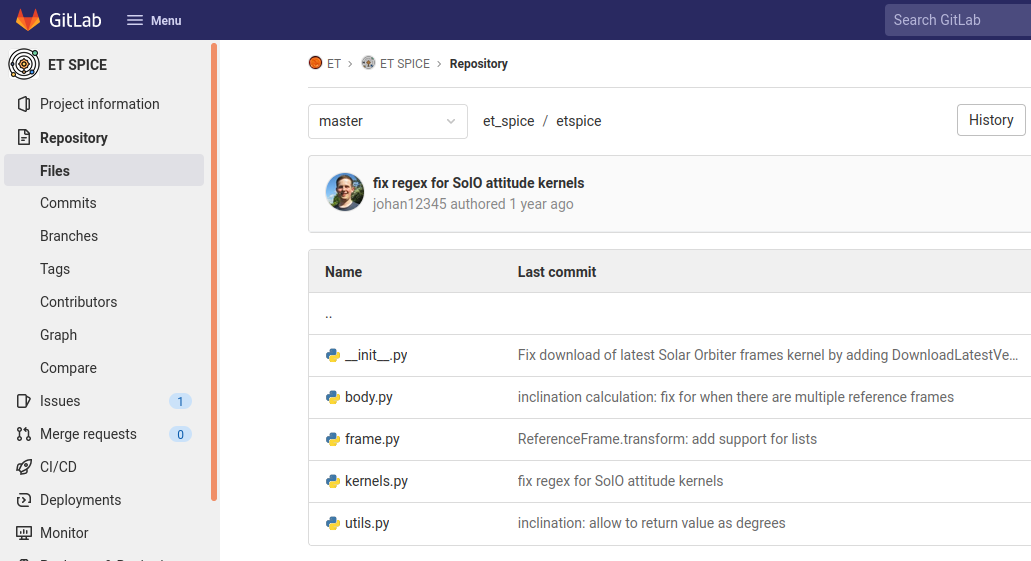 GitLab
Menu
Search GitLab
ET SPICE
Project information
Repository
Files
Commits
Branches
Tags
Contributors
Graph
Compare
Issues 1
Merge requests 0
CI/CD
Deployments
Monitor
ET › ET SPICE › Repository
master
et_spice / etspice
History
fix regex for SolO attitude kernels
johan12345 authored 1 year ago
Name Last commit
..
__init__.py Fix download of latest Solar Orbiter frames kernel by adding DownloadLatestVe...
body.py inclination calculation: fix for when there are multiple reference frames
frame.py ReferenceFrame.transform: add support for lists
kernels.py fix regex for SolO attitude kernels
utils.py inclination: allow to return value as degrees